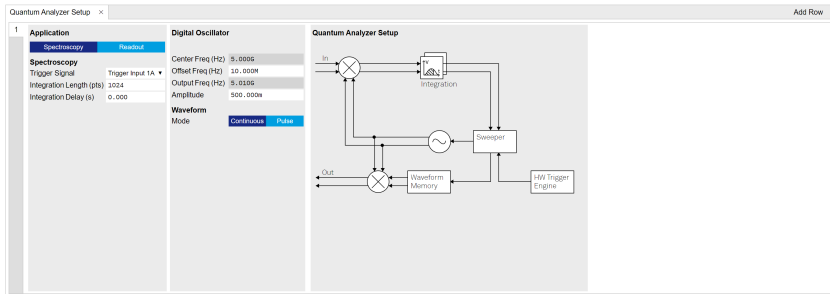 Quantum Analyzer Setup ×
Add Row
1
Application
Spectroscopy Readout
Spectroscopy
Trigger Signal Trigger Input 1A ▼
Integration Length (pts) 1024
Integration Delay (s) 0.000
Digital Oscillator
Center Freq (Hz) 5.000G
Offset Freq (Hz) 10.000M
Output Freq (Hz) 5.010G
Amplitude 500.000m
Waveform
Mode Continuous Pulse
Quantum Analyzer Setup
In
Integration
Sweeper
Out
Waveform
Memory
HW Trigger
Engine